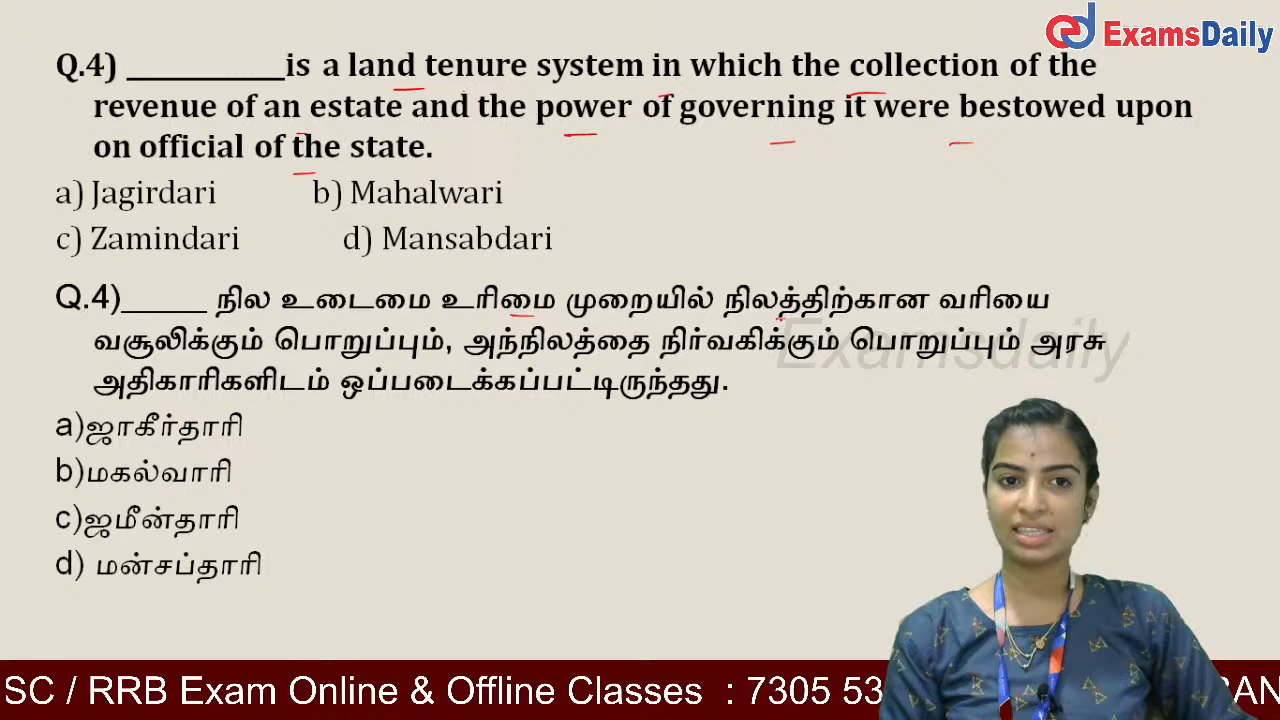 ExamsDaily
Q.4) ____________is a land tenure system in which the collection of the
revenue of an estate and the power of governing it were bestowed upon
on official of the state.
a) Jagirdari b) Mahalwari
c) Zamindari d) Mansabdari
Q.4)_____ நில உடைமை உரிமை முறையில் நிலத்திற்கான வரியை
வசூலிக்கும் பொறுப்பும், அந்நிலத்தை நிர்வகிக்கும் பொறுப்பும் அரசு
Examsdaily
அதிகாரிகளிடம் ஒப்படைக்கப்பட்டிருந்தது.
a)ஜாகீர்தாரி
b)மகல்வாரி
c)ஜமீன்தாரி
d) மன்சப்தாரி
SC / RRB Exam Online & Offline Classes : 7305 53